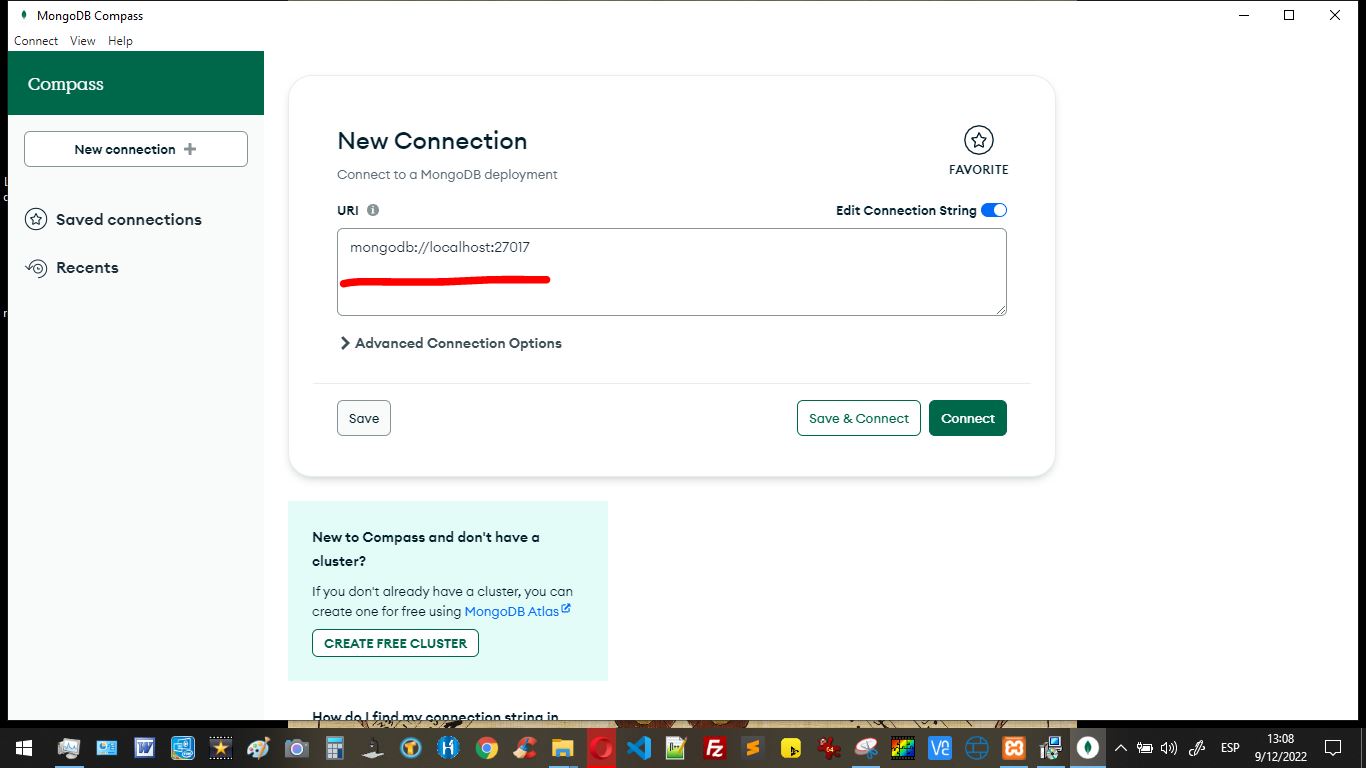 MongoDB Compass
Connect View Help
Compass
New connection
Saved connections
Recents
New Connection
Connect to a MongoDB deployment
FAVORITE
URI
Edit Connection String
mongodb://localhost:27017
Advanced Connection Options
Save
Save & Connect
Connect
New to Compass and don't have a
cluster?
If you don't already have a cluster, you can
create one for free using MongoDB Atlas
CREATE FREE CLUSTER
How do I find my connection string in
ESP
13:08
9/12/2022